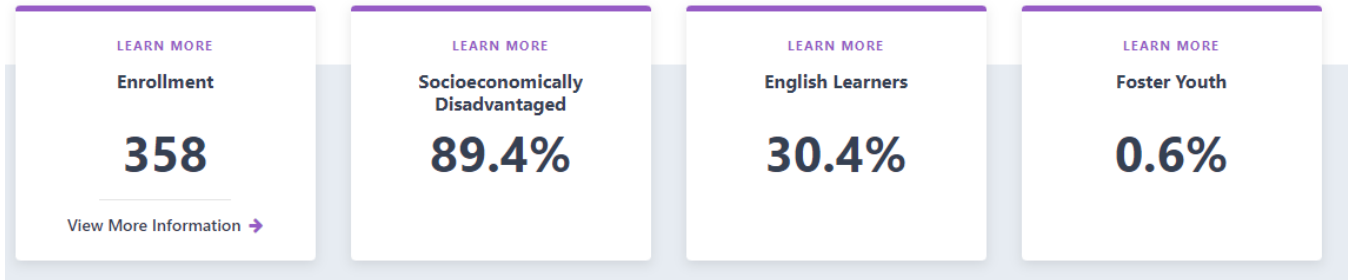 LEARN MORE
Enrollment
358
View More Information
LEARN MORE
Socioeconomically
Disadvantaged
89.4%
LEARN MORE
English Learners
30.4%
LEARN MORE
Foster Youth
0.6%